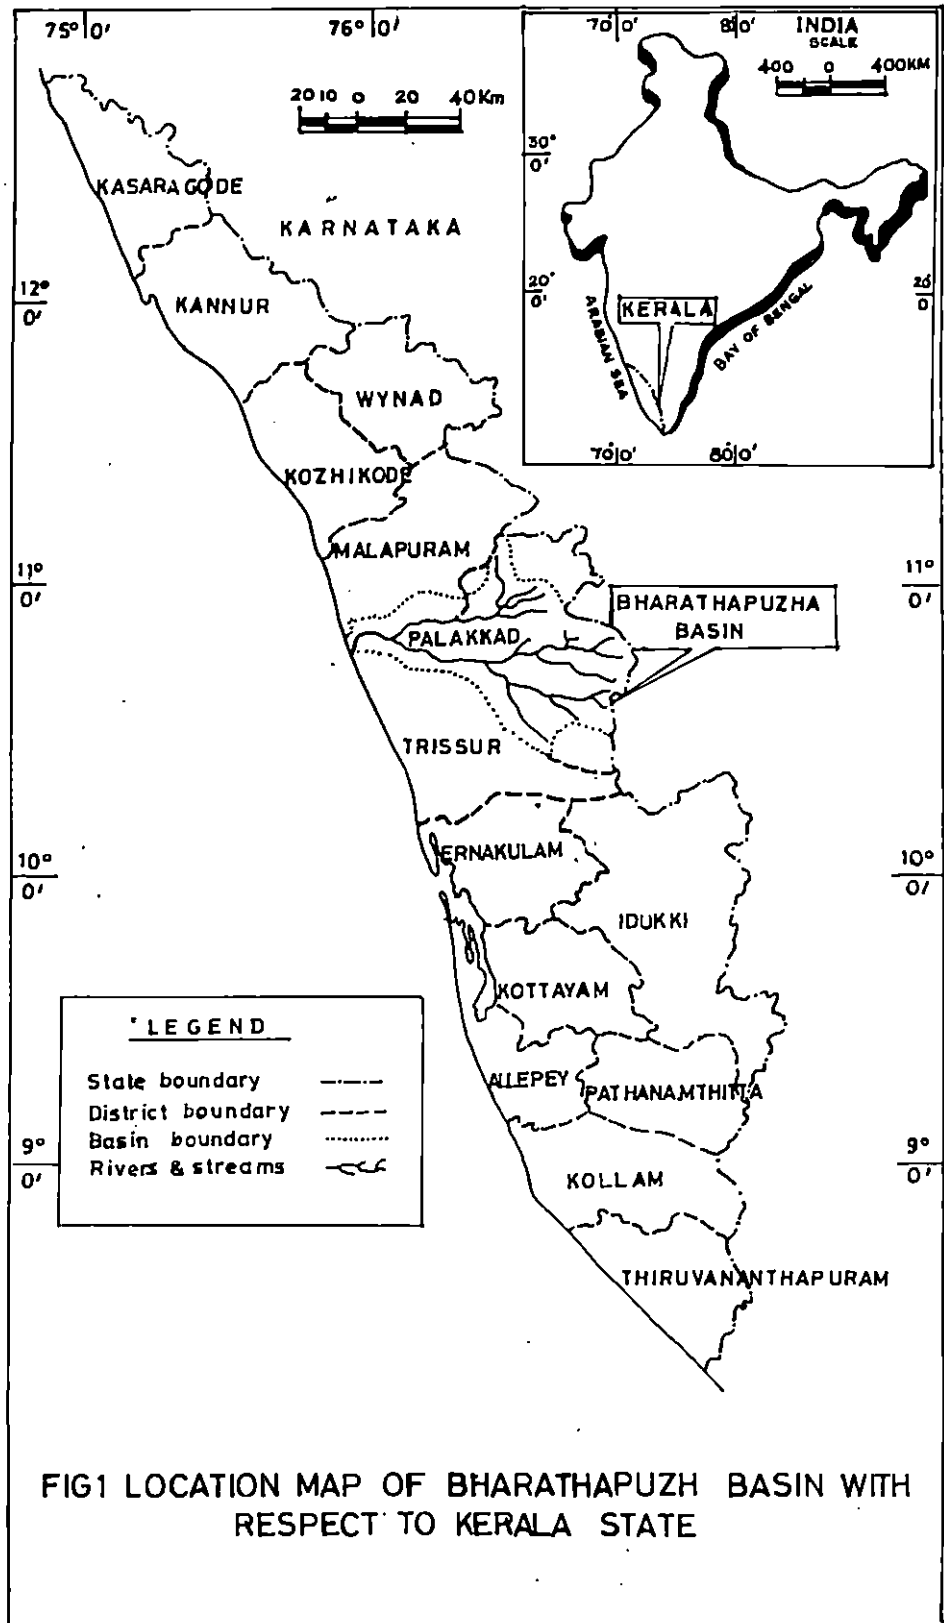 75° 0'
76° 0'
20 10 0 20 40 Km
INDIA
SCALE
400 0 400KM
70 0'
80 0'
30°
0'
20°
0'
20
0
KERALA
ARABIAN SEA
BAY OF BENGAL
70 0'
80 0'
KASARAGODE
KARNATAKA
12°
0'
KANNUR
WYNAD
KOZHIKODE
MALAPURAM
11°
0'
11°
0'
BHARATHAPUZHA
BASIN
PALAKKAD
TRISSUR
ERNAKULAM
10°
0'
10°
0'
IDUKKI
KOTTAYAM
LEGEND
State boundary
District boundary
Basin boundary
Rivers & streams
ALLEPEY
PATHANAMTHITTA
9°
0'
9°
0'
KOLLAM
THIRUVANANTHAPURAM
FIG1 LOCATION MAP OF BHARATHAPUZH BASIN WITH
RESPECT TO KERALA STATE